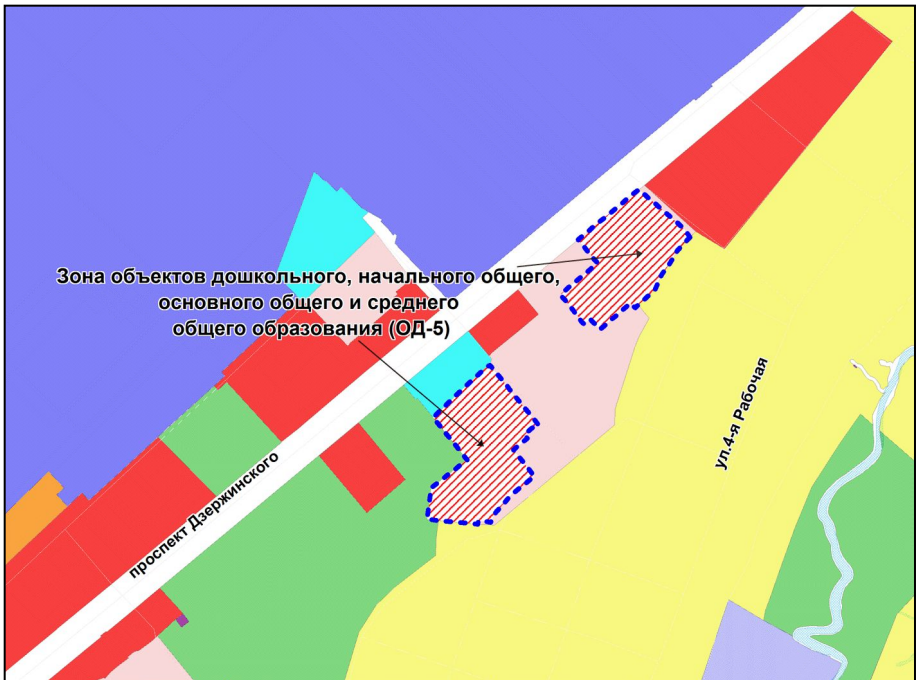 Зона объектов дошкольного, начального общего,
основного общего и среднего
общего образования (ОД-5)
проспект Дзержинского
ул.4-я Рабочая